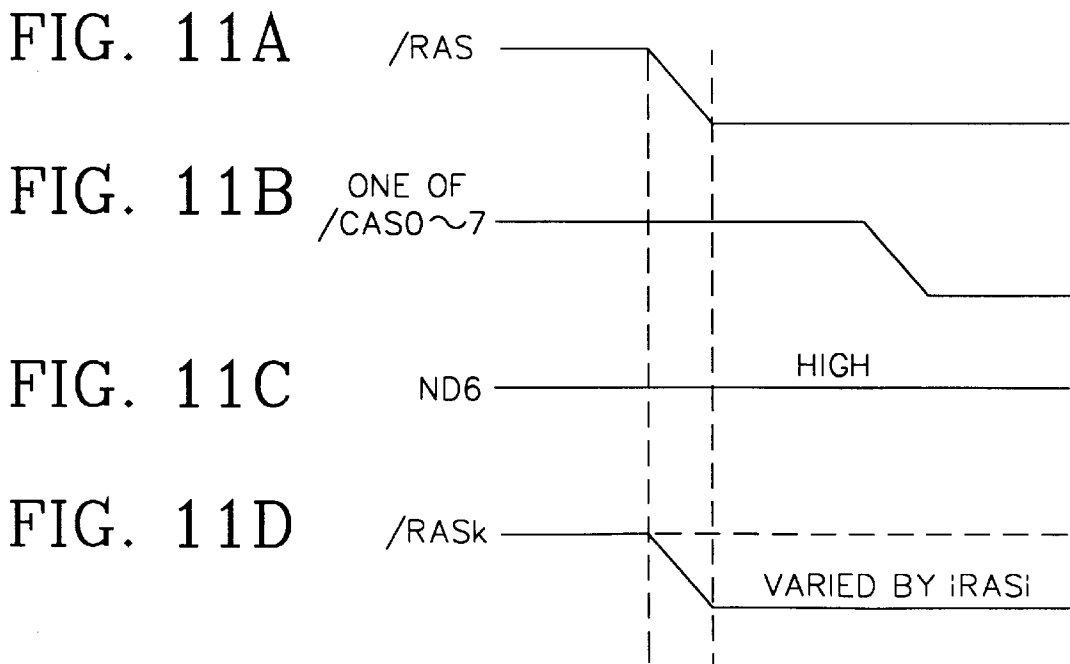 FIG. 11A
/RAS
FIG. 11B
ONE OF
/CAS0~7
FIG. 11C
ND6
HIGH
FIG. 11D
/RASk
VARIED BY iRASi